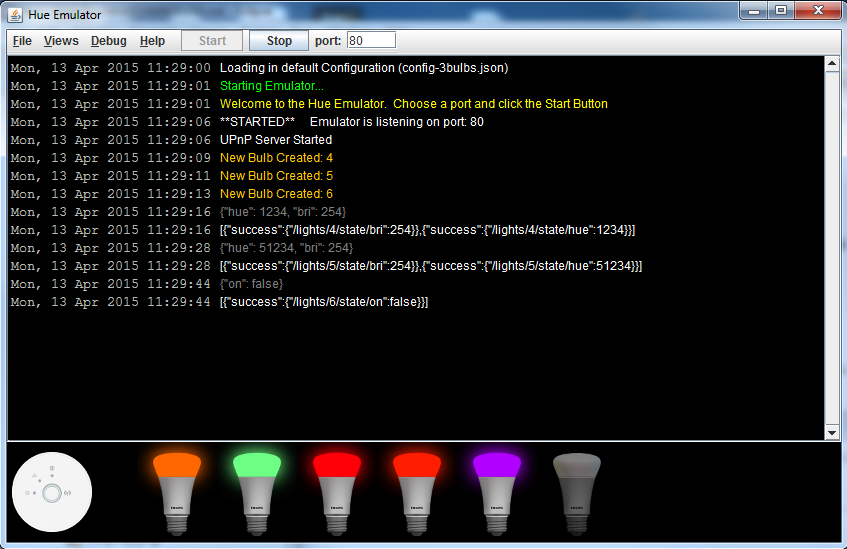 Hue Emulator
File Views Debug Help Start Stop port: 80
Mon, 13 Apr 2015 11:29:00 Loading in default Configuration (config-3bulbs.json)
Mon, 13 Apr 2015 11:29:01 Starting Emulator...
Mon, 13 Apr 2015 11:29:01 Welcome to the Hue Emulator.  Choose a port and click the Start Button
Mon, 13 Apr 2015 11:29:06 **STARTED**     Emulator is listening on port: 80
Mon, 13 Apr 2015 11:29:06 UPnP Server Started
Mon, 13 Apr 2015 11:29:09 New Bulb Created: 4
Mon, 13 Apr 2015 11:29:11 New Bulb Created: 5
Mon, 13 Apr 2015 11:29:13 New Bulb Created: 6
Mon, 13 Apr 2015 11:29:16 {"hue": 1234, "bri": 254}
Mon, 13 Apr 2015 11:29:16 [{"success":{"/lights/4/state/bri":254}},{"success":{"/lights/4/state/hue":1234}}]
Mon, 13 Apr 2015 11:29:28 {"hue": 51234, "bri": 254}
Mon, 13 Apr 2015 11:29:28 [{"success":{"/lights/5/state/bri":254}},{"success":{"/lights/5/state/hue":51234}}]
Mon, 13 Apr 2015 11:29:44 {"on": false}
Mon, 13 Apr 2015 11:29:44 [{"success":{"/lights/6/state/on":false}}]